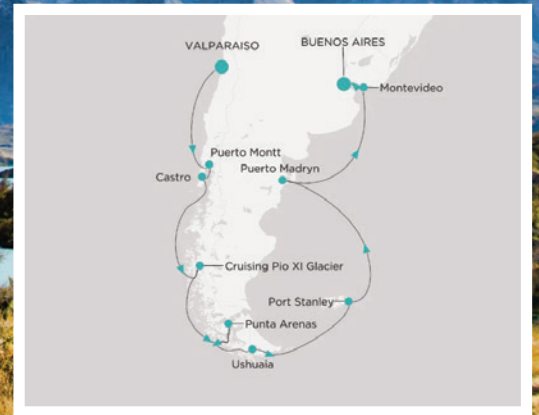 VALPARAISO
BUENOS AIRES
Montevideo
Puerto Montt
Puerto Madryn
Castro
Cruising Pio XI Glacier
Port Stanley
Punta Arenas
Ushuaia